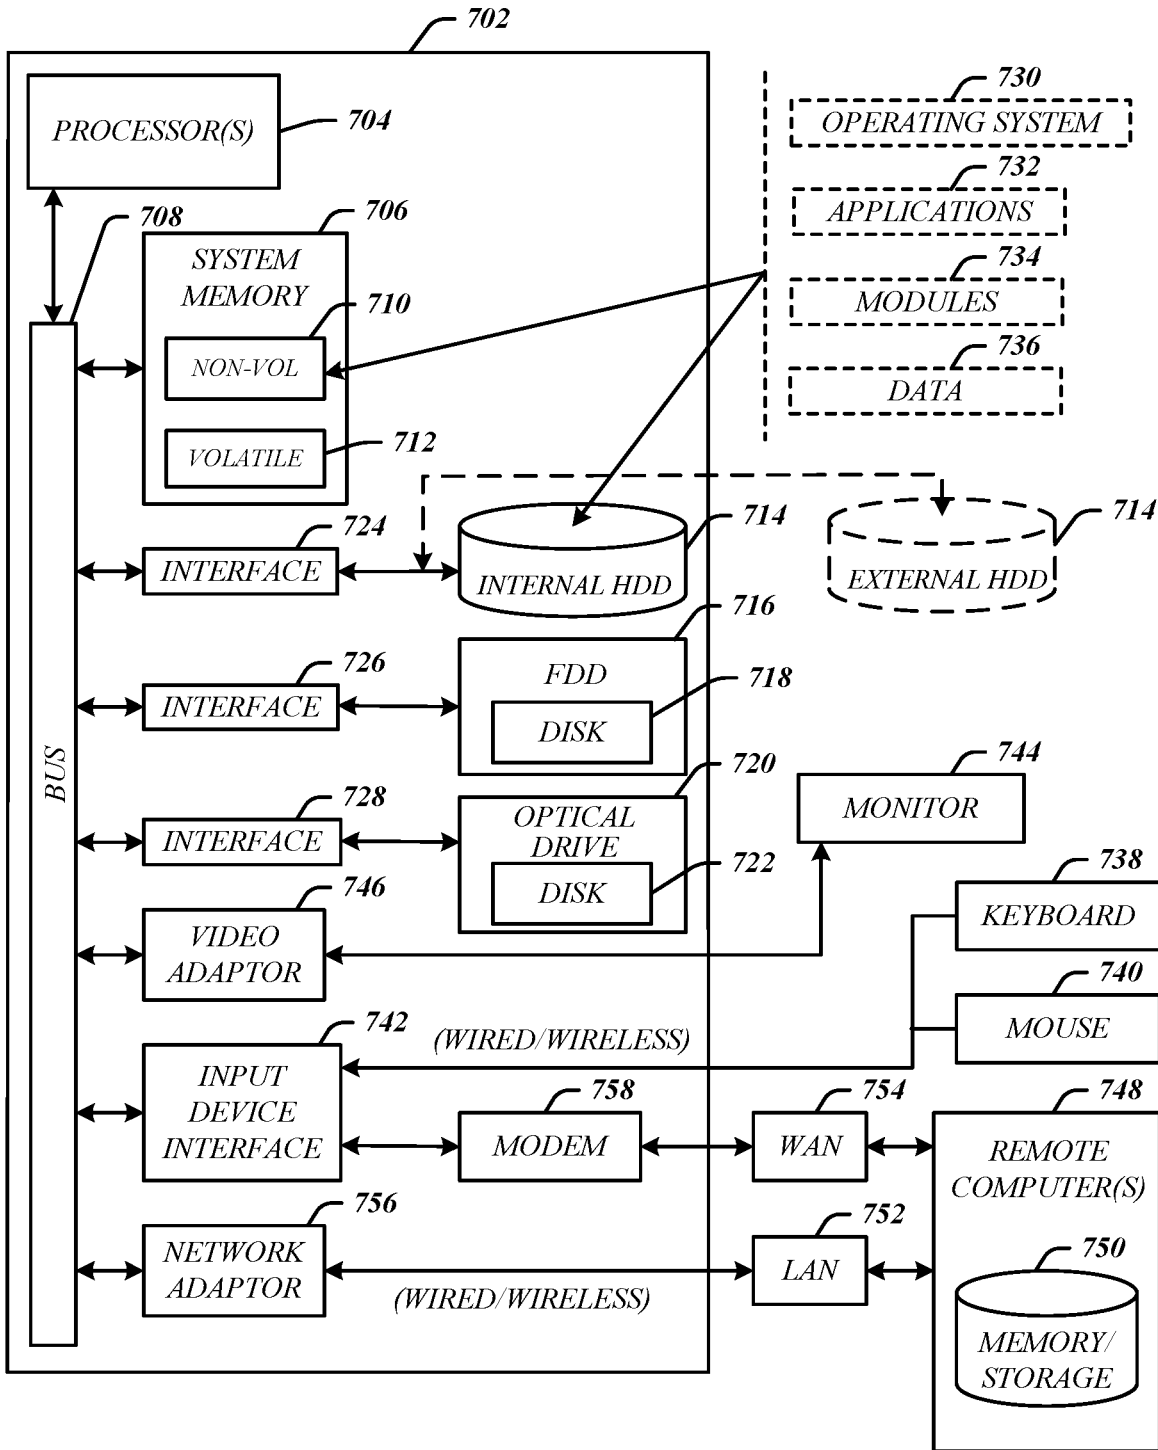 702
PROCESSOR(S)
704
730
OPERATING SYSTEM
732
APPLICATIONS
734
MODULES
736
DATA
708
706
SYSTEM
MEMORY
710
NON-VOL
712
VOLATILE
724
INTERFACE
714
INTERNAL HDD
714
EXTERNAL HDD
716
FDD
718
DISK
726
INTERFACE
BUS
720
OPTICAL
DRIVE
722
DISK
728
INTERFACE
744
MONITOR
746
VIDEO
ADAPTOR
738
KEYBOARD
740
MOUSE
742
INPUT
DEVICE
INTERFACE
(WIRED/WIRELESS)
758
MODEM
754
WAN
748
REMOTE
COMPUTER(S)
756
NETWORK
ADAPTOR
(WIRED/WIRELESS)
752
LAN
750
MEMORY/
STORAGE